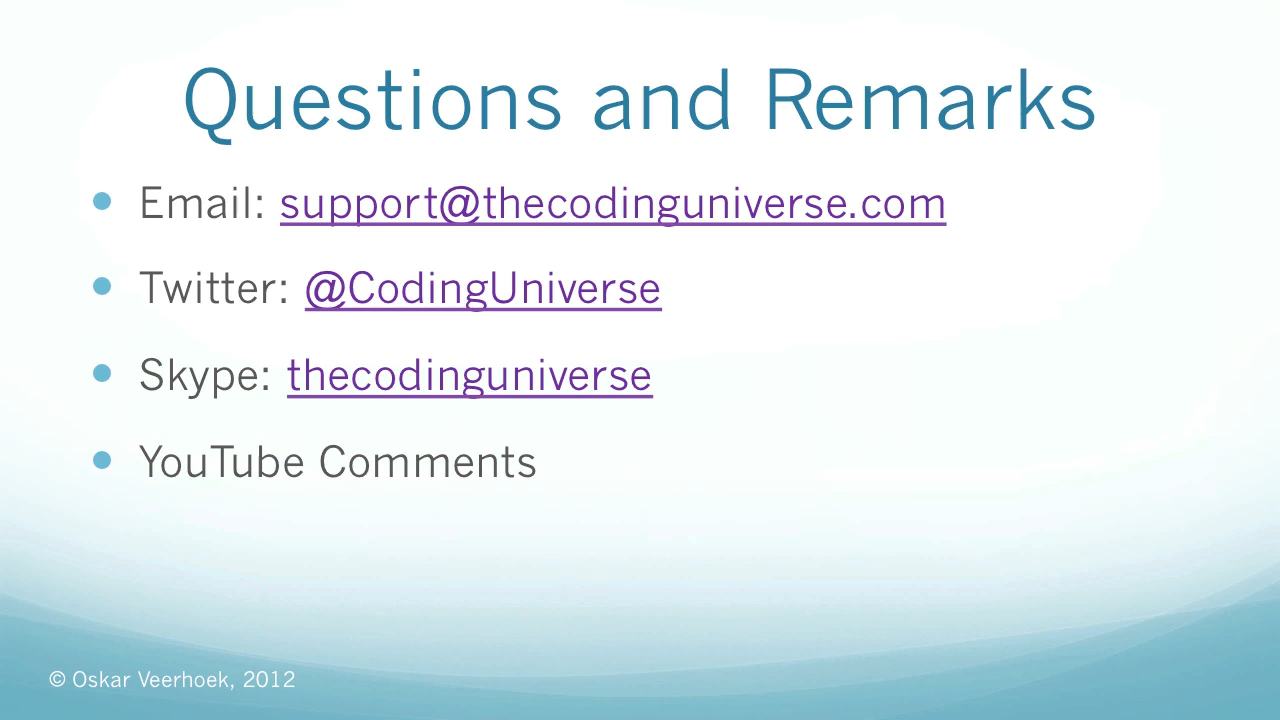 Questions and Remarks
• Email: support@thecodinguniverse.com
• Twitter: @CodingUniverse
• Skype: thecodinguniverse
• YouTube Comments
© Oskar Veerhoek, 2012